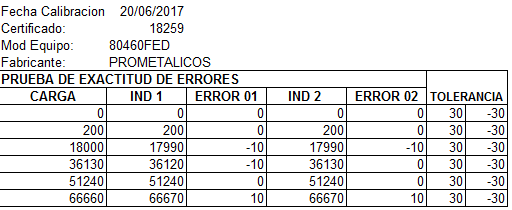 Fecha Calibracion 20/06/2017
Certificado: 18259
Mod Equipo: 80460FED
Fabricante: PROMETALICOS
PRUEBA DE EXACTITUD DE ERRORES
CARGA IND 1 ERROR 01 IND 2 ERROR 02 TOLERANCIA
0 0 0 0 0 30 -30
200 200 0 200 0 30 -30
18000 17990 -10 17990 -10 30 -30
36130 36120 -10 36130 0 30 -30
51240 51240 0 51240 0 30 -30
66660 66670 10 66670 10 30 -30